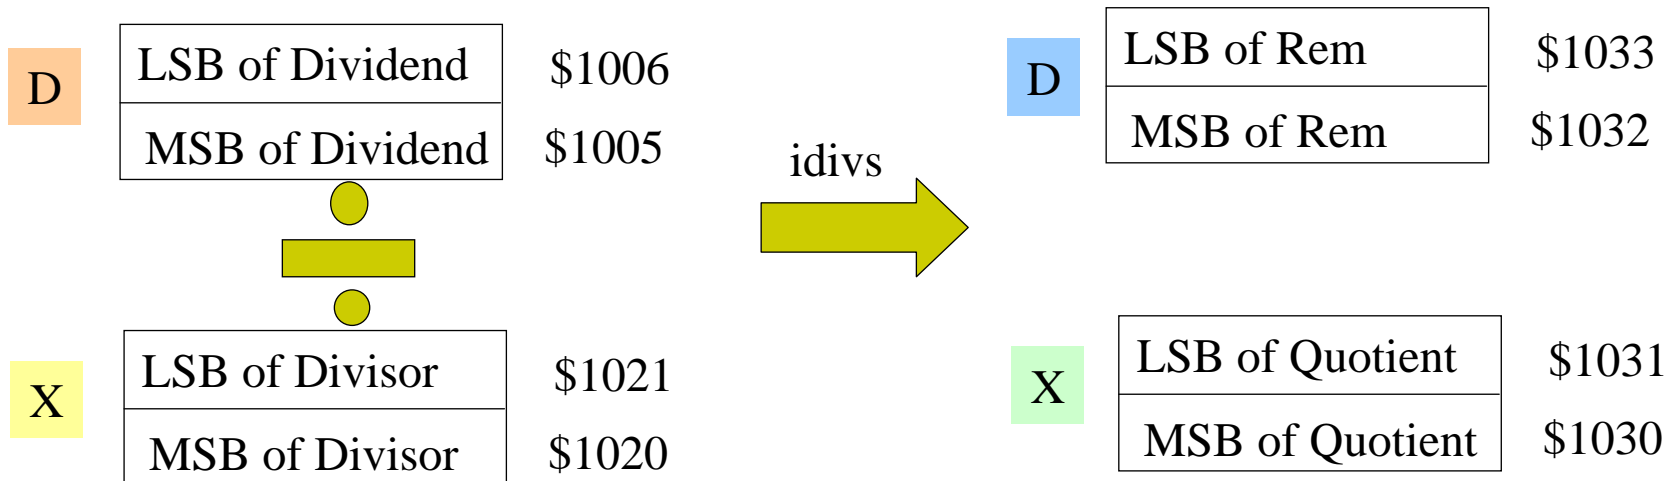 D
LSB of Dividend $1006
MSB of Dividend $1005
X
LSB of Divisor $1021
MSB of Divisor $1020
idivs
D
LSB of Rem $1033
MSB of Rem $1032
X
LSB of Quotient $1031
MSB of Quotient $1030